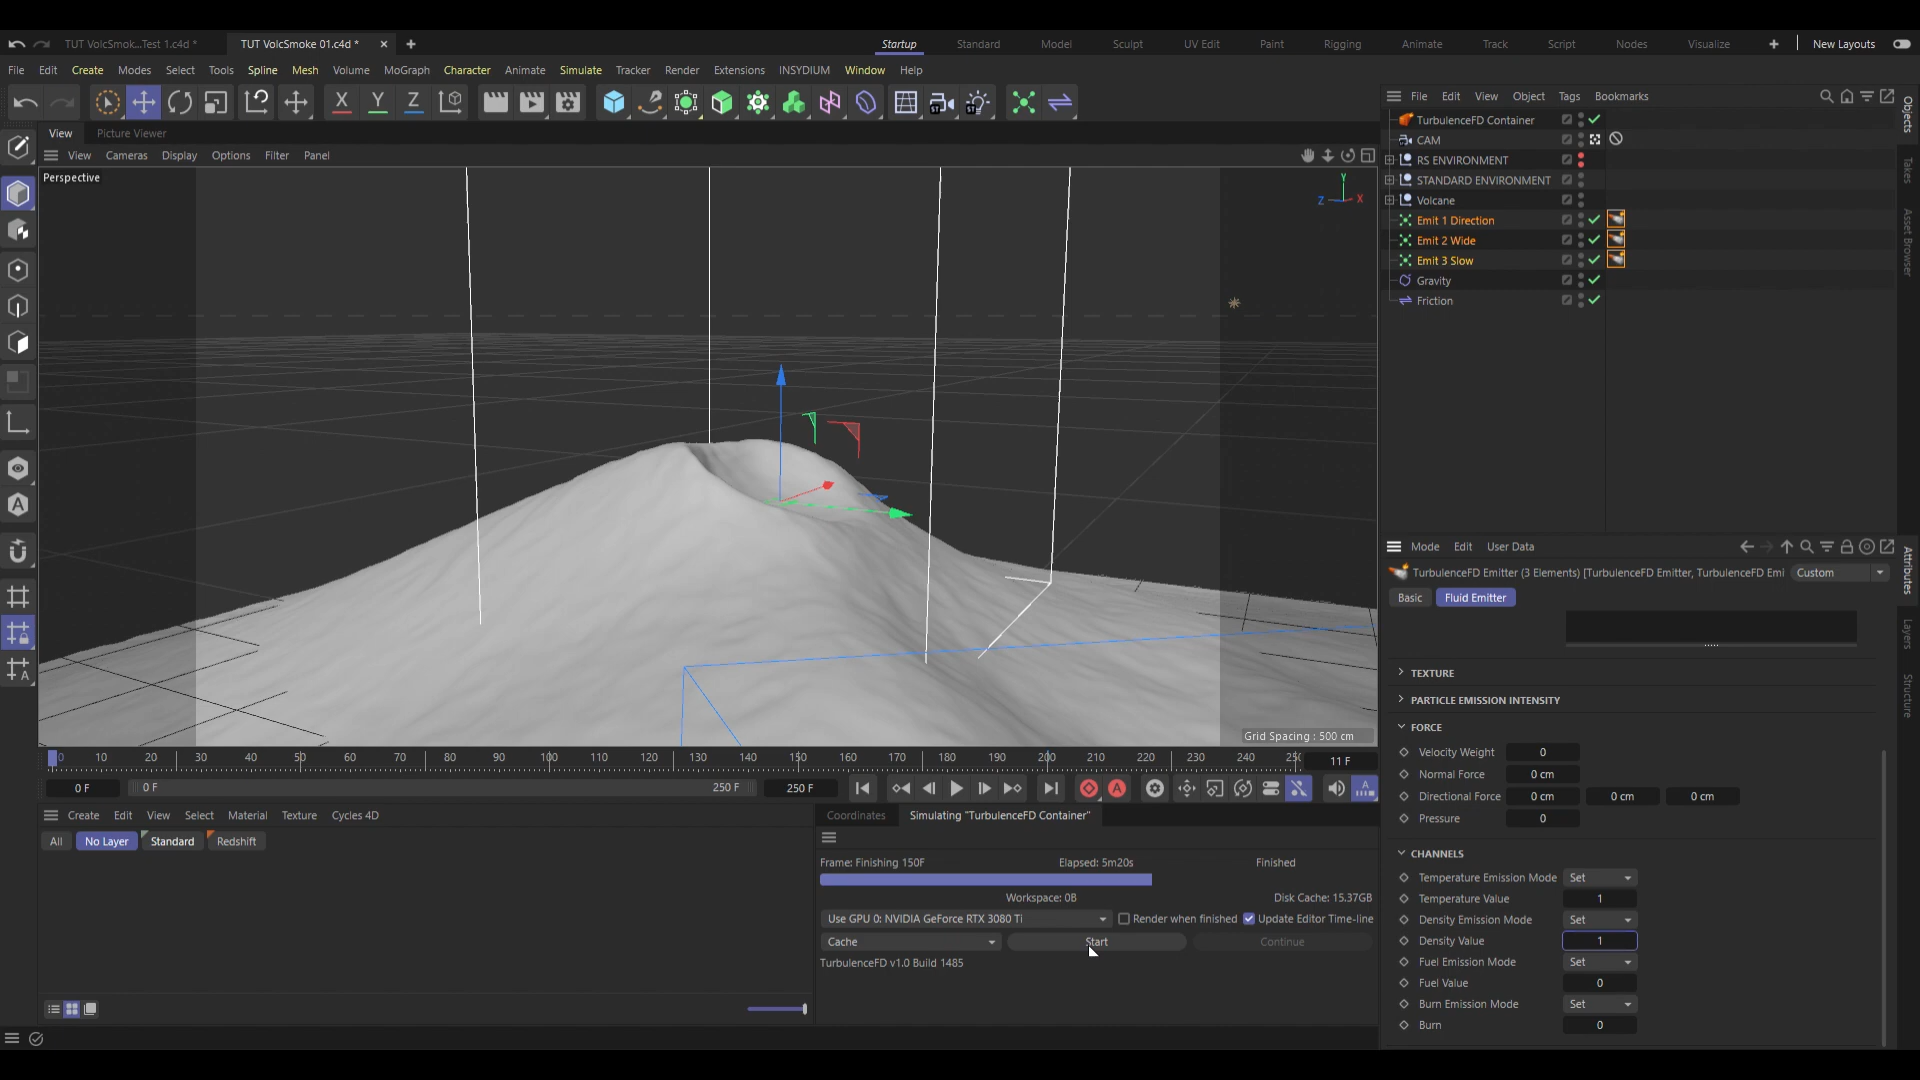 TUT VolcSmok...Test 1.c4d *
TUT VolcSmoke 01.c4d *
Startup
Standard
Model
Sculpt
UV Edit
Paint
Rigging
Animate
Track
Script
Nodes
Visualize
New Layouts
File Edit Create Modes Select Tools Spline Mesh Volume MoGraph Character Animate Simulate Tracker Render Extensions INSYDIUM Window Help
X Y Z
File Edit View Object Tags Bookmarks
View Picture Viewer
View Cameras Display Options Filter Panel
Perspective
Y
Z X
TurbulenceFD Container
CAM
RS ENVIRONMENT
STANDARD ENVIRONMENT
Volcane
Emit 1 Direction
Emit 2 Wide
Emit 3 Slow
Gravity
Friction
Objects
Takes
Asset Browser
Attributes
Layers
Structure
Mode Edit User Data
TurbulenceFD Emitter (3 Elements) [TurbulenceFD Emitter, TurbulenceFD Emi
Custom
Basic Fluid Emitter
TEXTURE
PARTICLE EMISSION INTENSITY
FORCE
Velocity Weight 0
Normal Force 0 cm
Directional Force 0 cm 0 cm 0 cm
Pressure 0
CHANNELS
Temperature Emission Mode Set
Temperature Value 1
Density Emission Mode Set
Density Value 1
Fuel Emission Mode Set
Fuel Value 0
Burn Emission Mode Set
Burn 0
Grid Spacing : 500 cm
0 10 20 30 40 50 60 70 80 90 100 110 120 130 140 150 160 170 180 190 200 210 220 230 240 25
11 F
0 F 0 F 250 F 250 F
Create Edit View Select Material Texture Cycles 4D
All No Layer Standard Redshift
Coordinates Simulating "TurbulenceFD Container"
Frame: Finishing 150F Elapsed: 5m20s Finished
Workspace: 0B Disk Cache: 15.37GB
Use GPU 0: NVIDIA GeForce RTX 3080 Ti Render when finished Update Editor Time-line
Cache Start Continue
TurbulenceFD v1.0 Build 1485